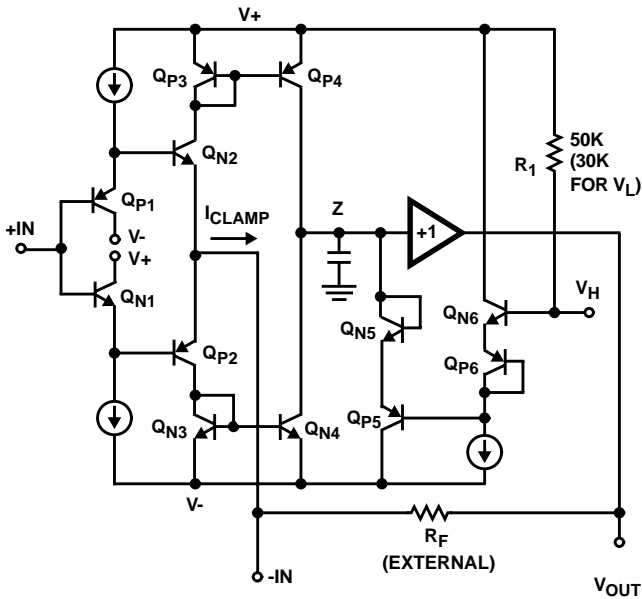 V+
QP3
QP4
QN2
50K
(30K
FOR VL)
R1
QP1
+IN
V-
V+
ICLAMP
Z
+1
QN1
QN5
QN6
VH
QP2
QP6
QP5
QN3
QN4
V-
RF
(EXTERNAL)
-IN
VOUT